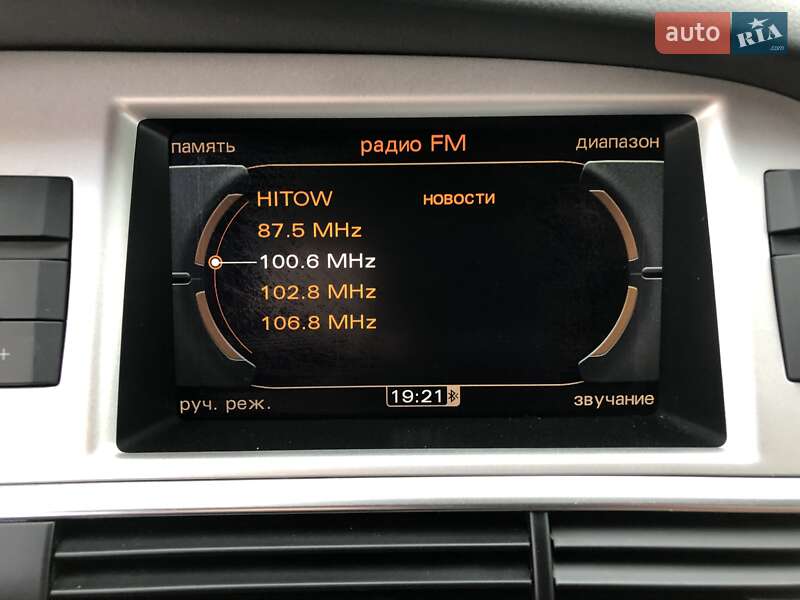 auto RIA .com
память радио FM диапазон
HITOW новости
87.5 MHz
100.6 MHz
102.8 MHz
106.8 MHz
руч. реж. 19:21 звучание
+